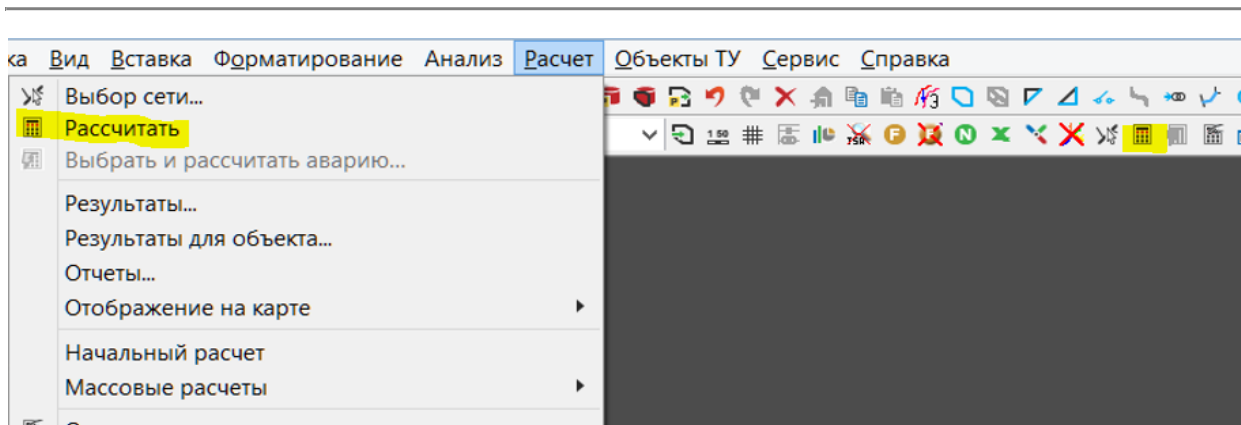 ка Вид Вставка Форматирование Анализ Расчет Объекты ТУ Сервис Справка
Выбор сети...
Рассчитать
Выбрать и рассчитать аварию...
Результаты...
Результаты для объекта...
Отчеты...
Отображение на карте
Начальный расчет
Массовые расчеты